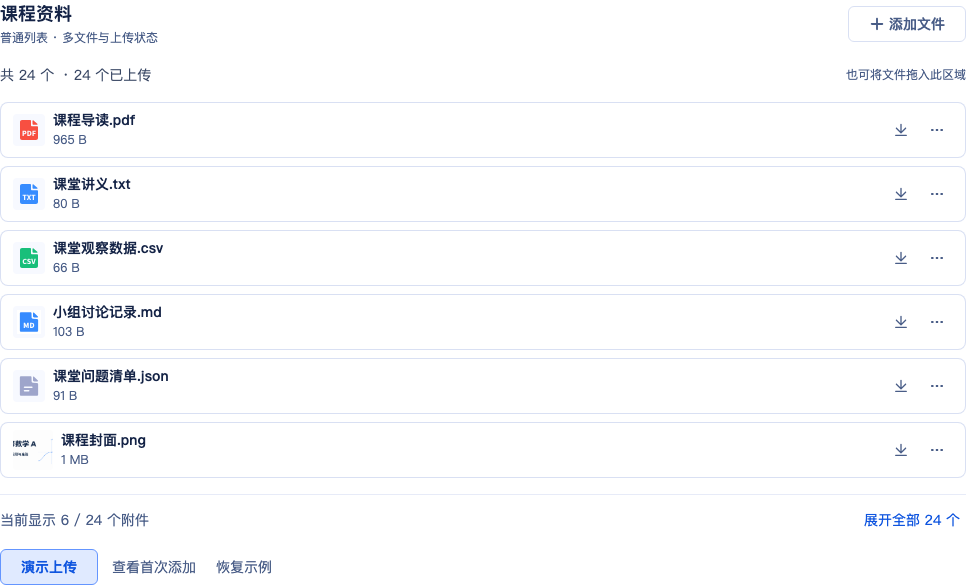 课程资料
添加文件
普通列表 · 多文件与上传状态
共 24 个 · 24 个已上传
也可将文件拖入此区域
PDF
课程导读.pdf
965 B
TXT
课堂讲义.txt
80 B
CSV
课堂观察数据.csv
66 B
MD
小组讨论记录.md
103 B
课堂问题清单.json
91 B
数学 A
课程封面.png
1 MB
当前显示 6 / 24 个附件
展开全部 24 个
演示上传 查看首次添加 恢复示例